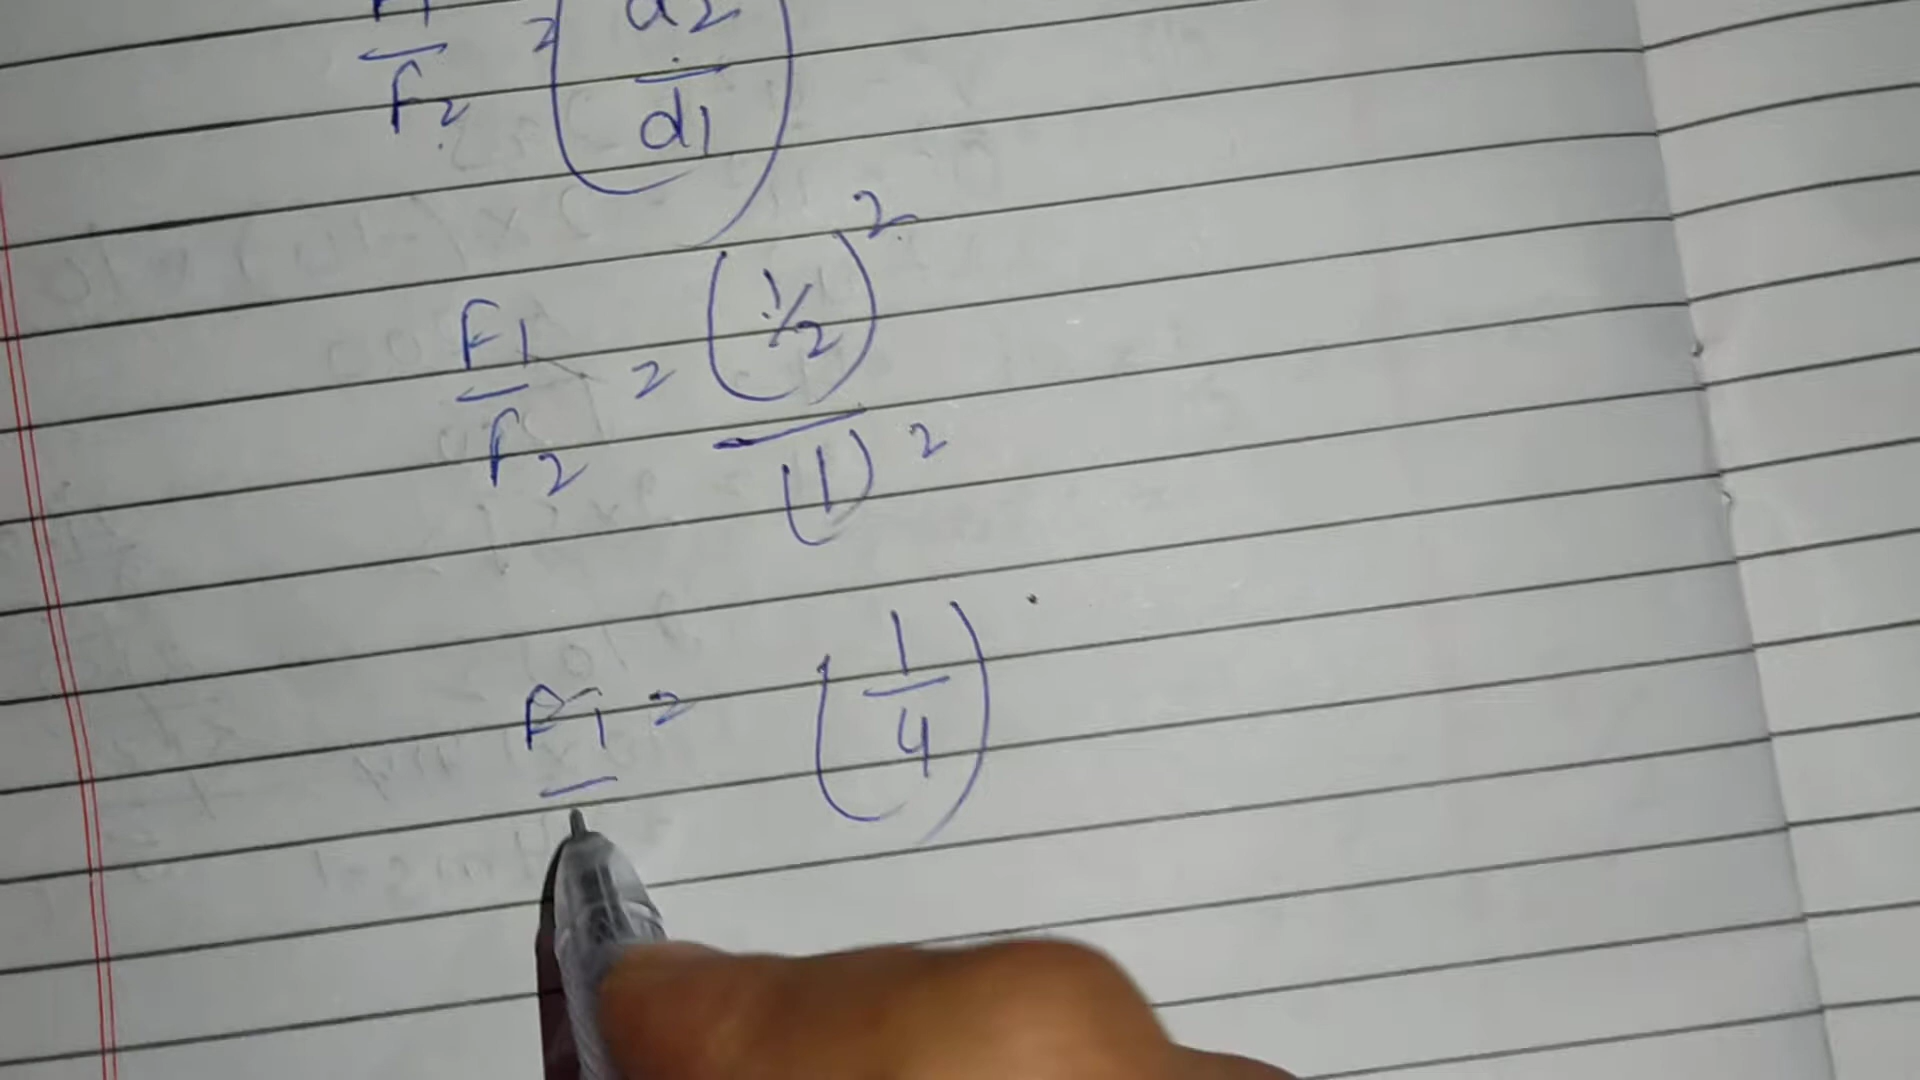 F1/F2 = (d2/d1)
F1/F2 = (1/2)²/(1)²
F1 = (1/4)